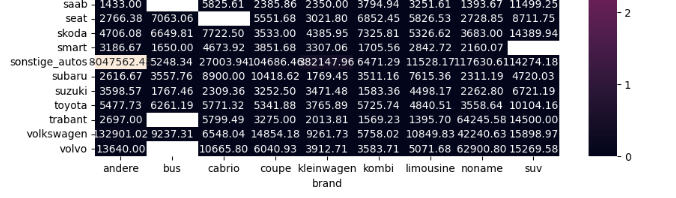 saab 1433.00 5825.61 2385.86 2350.00 3794.94 3251.61 1393.67 11499.25
seat 2766.38 7063.06 5551.68 3021.80 6852.45 5826.53 2728.85 8711.75
skoda 4706.08 6649.81 7722.50 3533.00 4385.95 7325.81 5326.62 3683.00 14389.94
smart 3186.67 1650.00 4673.92 3851.68 3307.06 1705.56 2842.72 2160.07
sonstige_autos 8047562.4 5248.34 27003.94 104686.46 382147.96 6471.29 11528.17 117630.61 114274.18
subaru 2616.67 3557.76 8900.00 10418.62 1769.45 3511.16 7615.36 2311.19 4720.03
suzuki 3598.57 1767.46 2309.36 3252.50 3471.48 1583.36 4498.17 2262.80 6721.19
toyota 5477.73 6261.19 5771.32 5341.88 3765.89 5725.74 4840.51 3558.64 10104.16
trabant 2697.00 5799.49 3275.00 2013.81 1569.23 1395.70 64245.58 14500.00
volkswagen 132901.02 9237.31 6548.04 14854.18 9261.73 5758.02 10849.83 42240.63 15898.97
volvo 13640.00 10665.80 6040.93 3912.71 3583.71 5071.68 62900.80 15269.58
andere bus cabrio coupe kleinwagen kombi limousine noname suv
brand
2
1
0